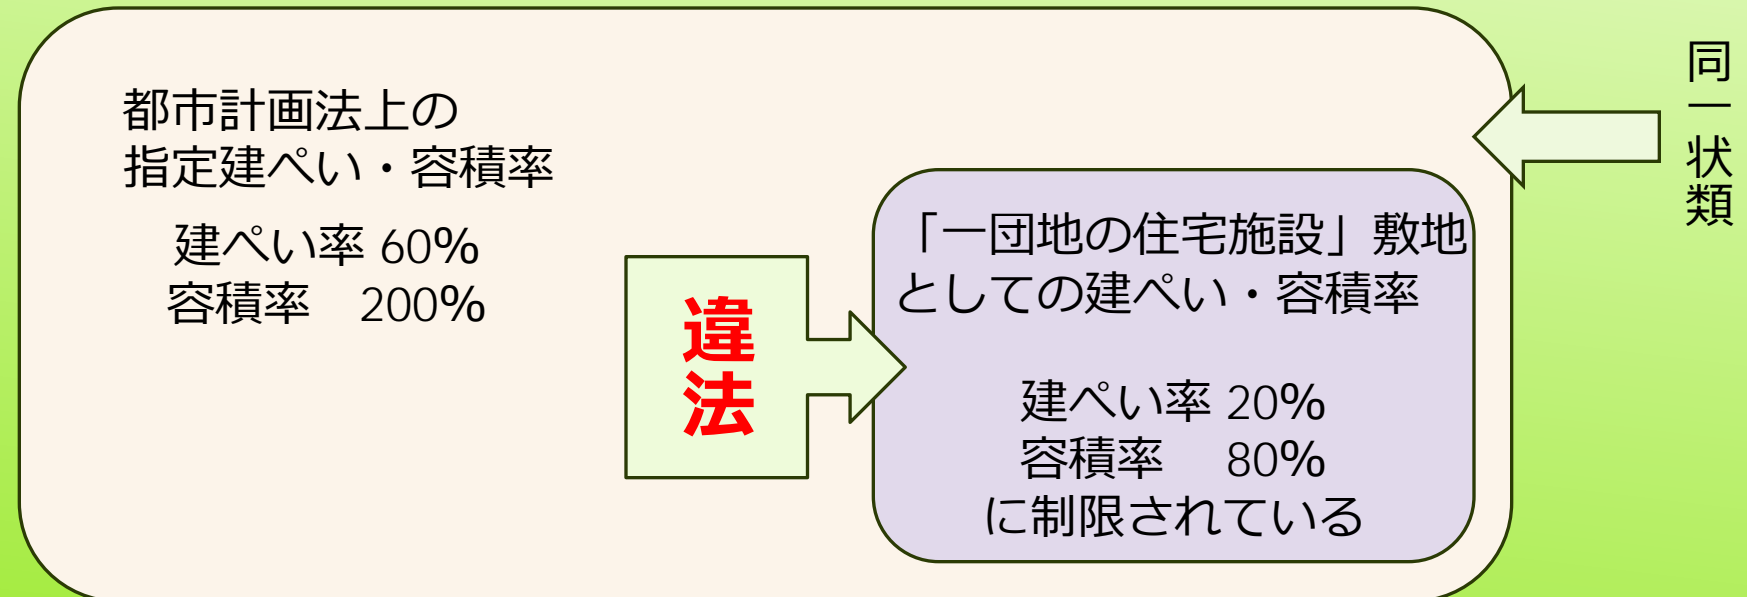 都市計画法上の
指定建ぺい・容積率
建ぺい率 60%
容積率　200%
違法
「一団地の住宅施設」敷地
としての建ぺい・容積率
建ぺい率 20%
容積率　80%
に制限されている
同一状類